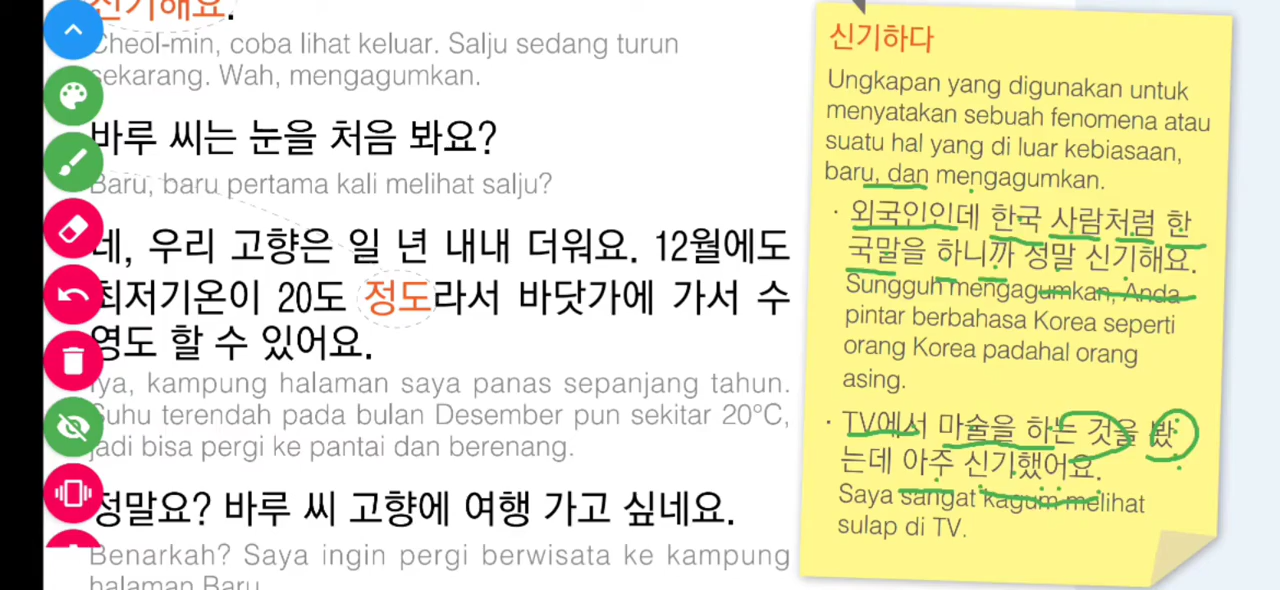 신기해요.
Cheol-min, coba lihat keluar. Salju sedang turun
sekarang. Wah, mengagumkan.
바루 씨는 눈을 처음 봐요?
Baru, baru pertama kali melihat salju?
네, 우리 고향은 일 년 내내 더워요. 12월에도
최저기온이 20도 정도라서 바닷가에 가서 수
영도 할 수 있어요.
Iya, kampung halaman saya panas sepanjang tahun.
Suhu terendah pada bulan Desember pun sekitar 20°C,
jadi bisa pergi ke pantai dan berenang.
정말요? 바루 씨 고향에 여행 가고 싶네요.
Benarkah? Saya ingin pergi berwisata ke kampung
halaman Baru
신기하다
Ungkapan yang digunakan untuk
menyatakan sebuah fenomena atau
suatu hal yang di luar kebiasaan,
baru, dan mengagumkan.
· 외국인인데 한국 사람처럼 한
국말을 하니까 정말 신기해요.
Sungguh mengagumkan, Anda
pintar berbahasa Korea seperti
orang Korea padahal orang
asing.
· TV에서 마술을 하는 것을 봤
는데 아주 신기했어요.
Saya sangat kagum melihat
sulap di TV.